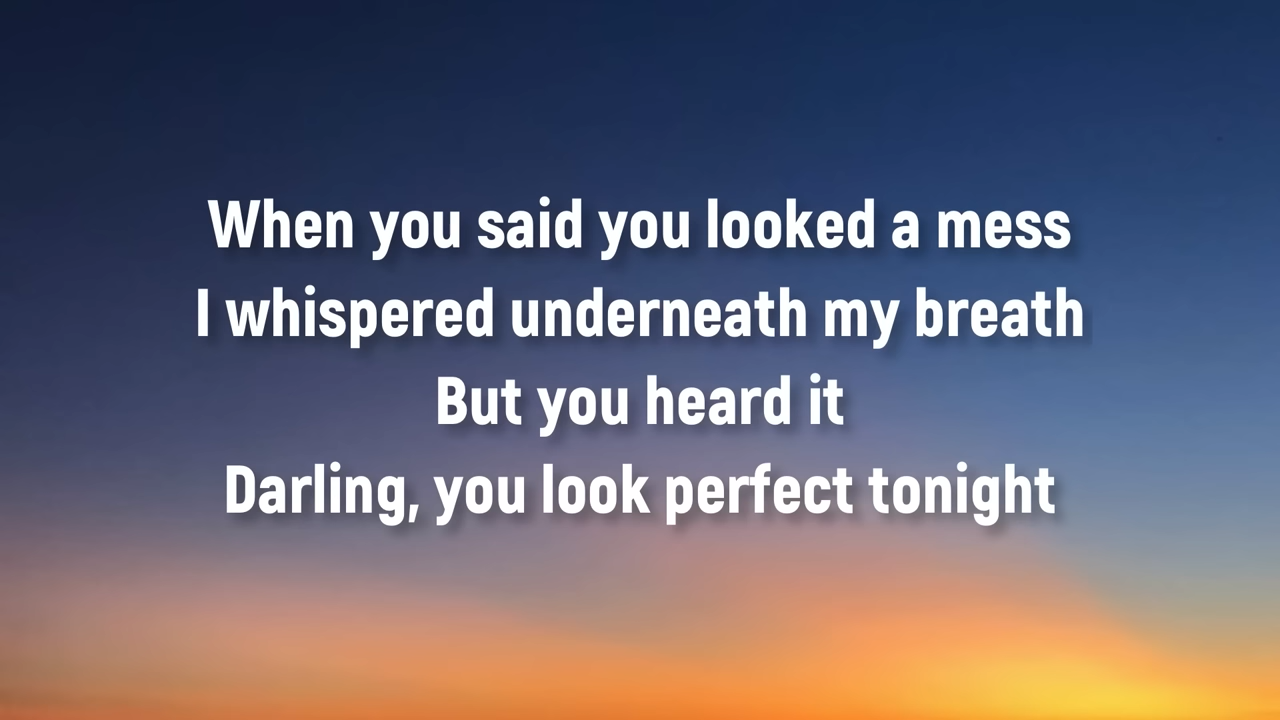 When you said you looked a mess
I whispered underneath my breath
But you heard it
Darling, you look perfect tonight